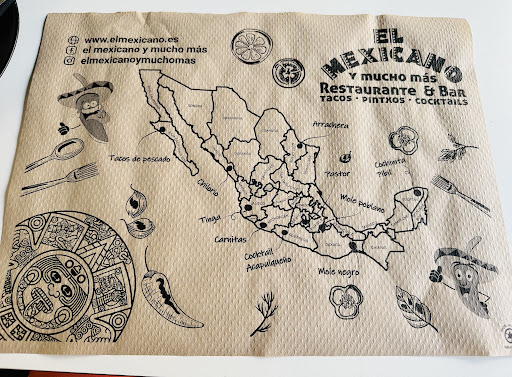 www.elmexicano.es
el mexicano y mucho más
elmexicanoymuchomas
EL
MEXICANO
Y MUCHO MÁS
RESTAURANTE & BAR
TACOS · PINTXOS · COCKTAILS
Arrachera
Tacos de pescado
Cochinita
Pibil
Pastor
Chilorio
Mole poblano
Tinga
Carnitas
Cocktail
Acapulqueño
Mole negro